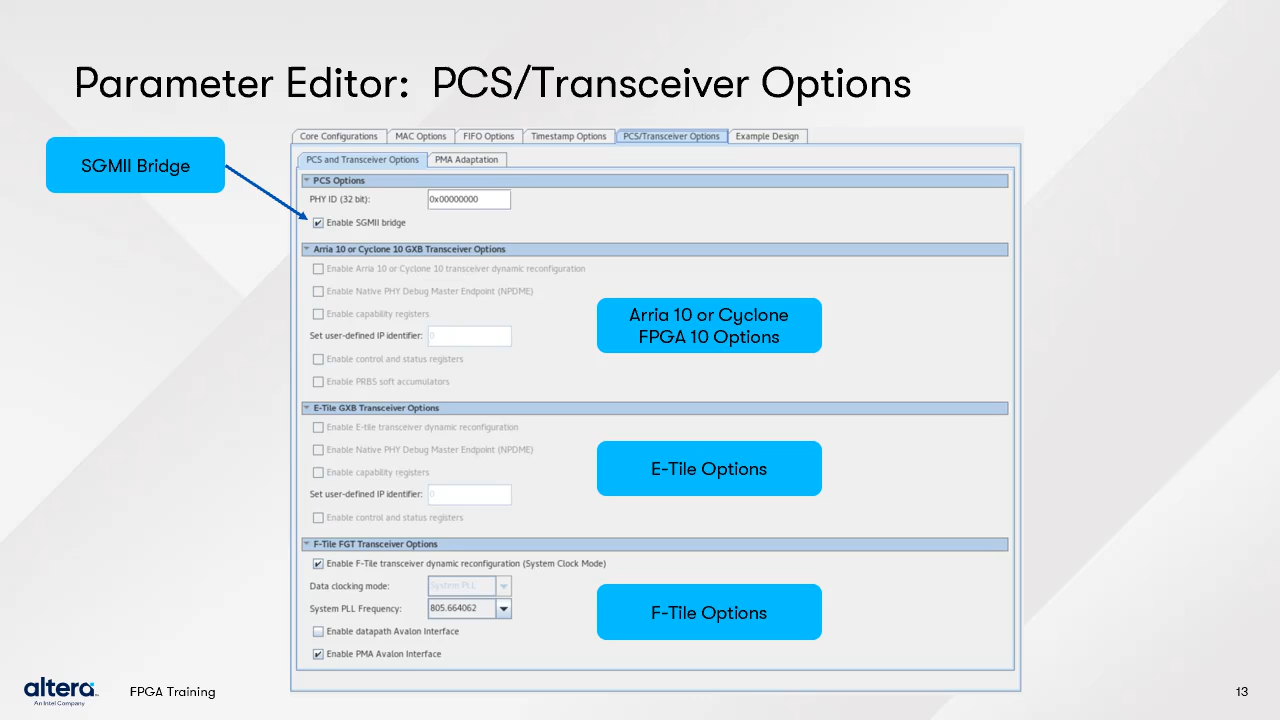 Parameter Editor: PCS/Transceiver Options
SGMII Bridge
Core Configurations
MAC Options
FIFO Options
Timestamp Options
PCS/Transceiver Options
Example Design
PCS and Transceiver Options
PMA Adaptation
PCS Options
PHY ID (32 bit): 0x00000000
Enable SGMII bridge
Arria 10 or Cyclone 10 GXB Transceiver Options
Enable Arria 10 or Cyclone 10 transceiver dynamic reconfiguration
Enable Native PHY Debug Master Endpoint (NPDME)
Enable capability registers
Set user-defined IP identifier: 0
Enable control and status registers
Enable PRBS soft accumulators
Arria 10 or Cyclone
FPGA 10 Options
E-Tile GXB Transceiver Options
Enable E-tile transceiver dynamic reconfiguration
Enable Native PHY Debug Master Endpoint (NPDME)
Enable capability registers
Set user-defined IP identifier: 0
Enable control and status registers
E-Tile Options
F-Tile FGT Transceiver Options
Enable F-Tile transceiver dynamic reconfiguration (System Clock Mode)
Data clocking mode: System PLL
System PLL Frequency: 805.664062
Enable datapath Avalon Interface
Enable PMA Avalon Interface
F-Tile Options
altera
An Intel Company
FPGA Training
13